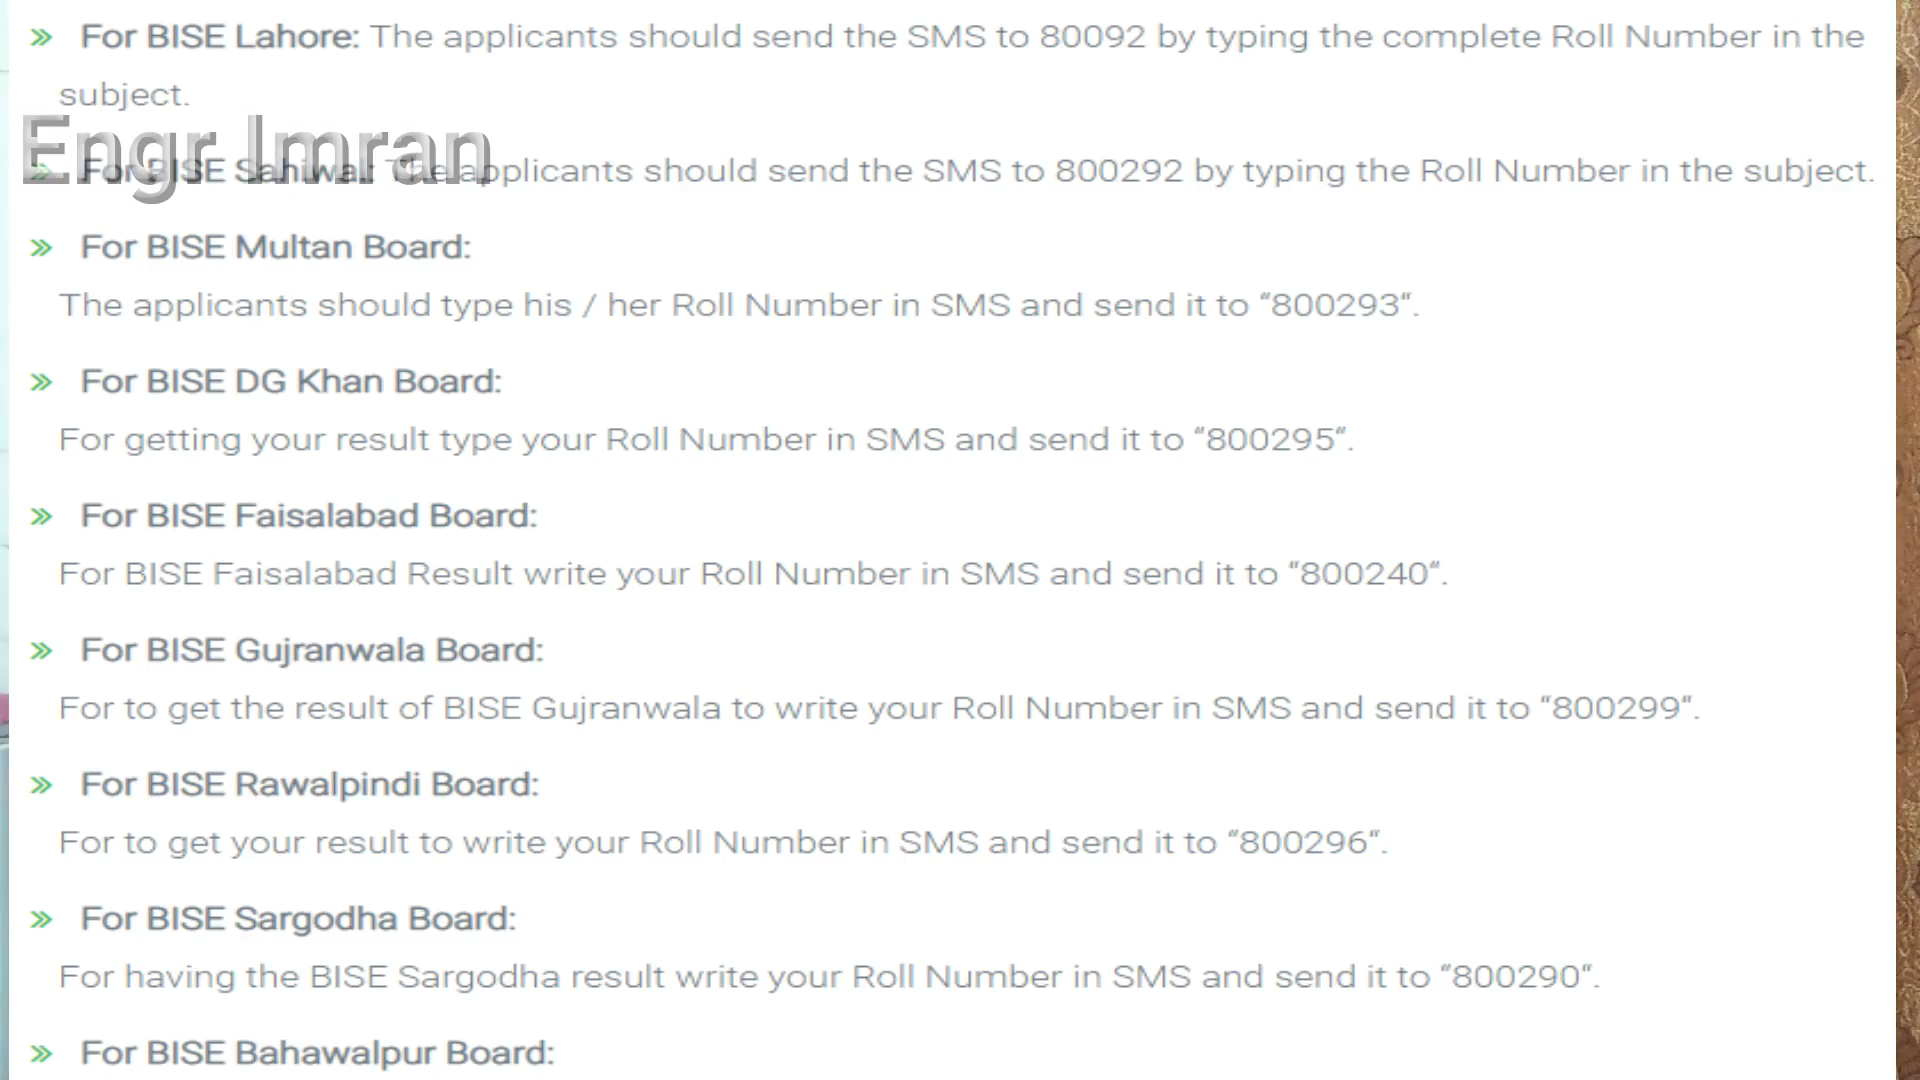 » For BISE Lahore: The applicants should send the SMS to 80092 by typing the complete Roll Number in the
subject.
Engr Imran
» For BISE Sahiwal: The applicants should send the SMS to 800292 by typing the Roll Number in the subject.
» For BISE Multan Board:
The applicants should type his / her Roll Number in SMS and send it to “800293“.
» For BISE DG Khan Board:
For getting your result type your Roll Number in SMS and send it to “800295“.
» For BISE Faisalabad Board:
For BISE Faisalabad Result write your Roll Number in SMS and send it to “800240“.
» For BISE Gujranwala Board:
For to get the result of BISE Gujranwala to write your Roll Number in SMS and send it to “800299“.
» For BISE Rawalpindi Board:
For to get your result to write your Roll Number in SMS and send it to “800296“.
» For BISE Sargodha Board:
For having the BISE Sargodha result write your Roll Number in SMS and send it to “800290“.
» For BISE Bahawalpur Board: